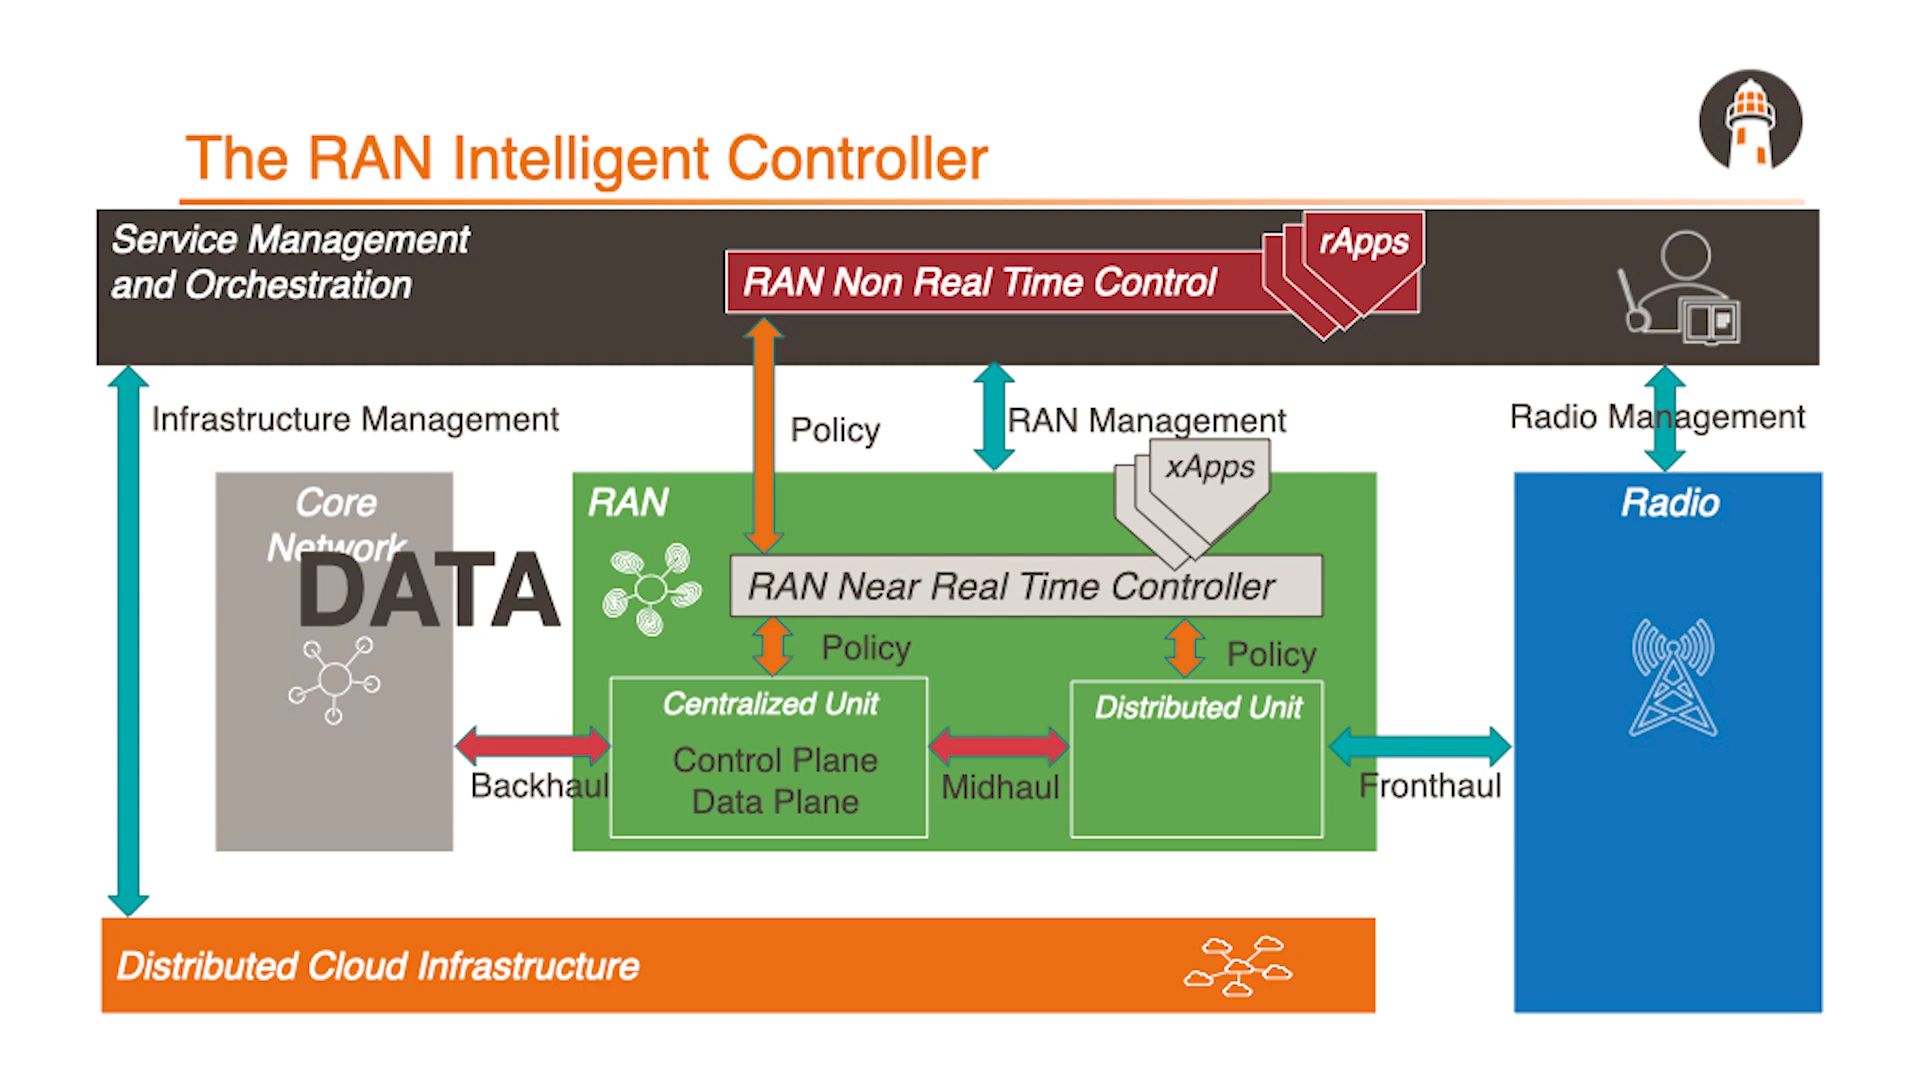 The RAN Intelligent Controller
Service Management
and Orchestration
RAN Non Real Time Control
rApps
Infrastructure Management
Policy
RAN Management
Radio Management
Core
Network
DATA
RAN
xApps
RAN Near Real Time Controller
Policy
Policy
Centralized Unit
Control Plane
Data Plane
Distributed Unit
Backhaul
Midhaul
Fronthaul
Radio
Distributed Cloud Infrastructure